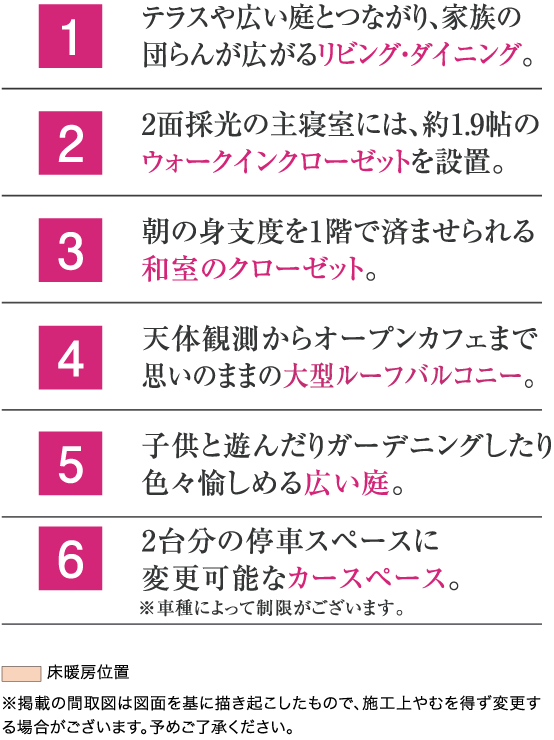 1
テラスや広い庭とつながり、家族の
団らんが広がるリビング・ダイニング。
2
2面採光の主寝室には、約1.9帖の
ウォークインクローゼットを設置。
3
朝の身支度を1階で済ませられる
和室のクローゼット。
4
天体観測からオープンカフェまで
思いのままの大型ルーフバルコニー。
5
子供と遊んだりガーデニングしたり
色々愉しめる広い庭。
6
2台分の停車スペースに
変更可能なカースペース。
※車種によって制限がございます。
床暖房位置
※掲載の間取図は図面を基に描き起こしたもので、施工上やむを得ず変更す
る場合がございます。予めご了承ください。